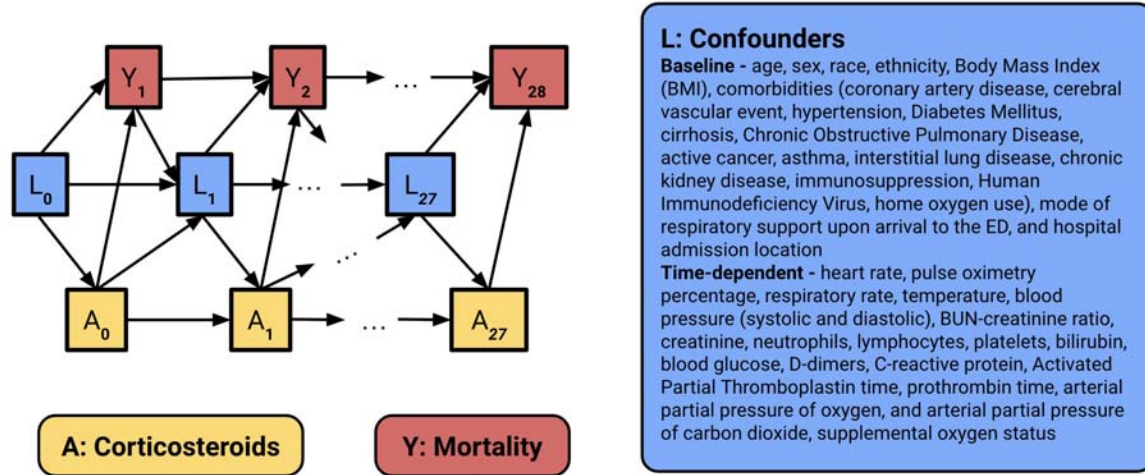 Y1
Y2
...
Y28
L0
L1
...
L27
...
A0
A1
...
A27
A: Corticosteroids
Y: Mortality
L: Confounders
Baseline - age, sex, race, ethnicity, Body Mass Index
(BMI), comorbidities (coronary artery disease, cerebral
vascular event, hypertension, Diabetes Mellitus,
cirrhosis, Chronic Obstructive Pulmonary Disease,
active cancer, asthma, interstitial lung disease, chronic
kidney disease, immunosuppression, Human
Immunodeficiency Virus, home oxygen use), mode of
respiratory support upon arrival to the ED, and hospital
admission location
Time-dependent - heart rate, pulse oximetry
percentage, respiratory rate, temperature, blood
pressure (systolic and diastolic), BUN-creatinine ratio,
creatinine, neutrophils, lymphocytes, platelets, bilirubin,
blood glucose, D-dimers, C-reactive protein, Activated
Partial Thromboplastin time, prothrombin time, arterial
partial pressure of oxygen, and arterial partial pressure
of carbon dioxide, supplemental oxygen status